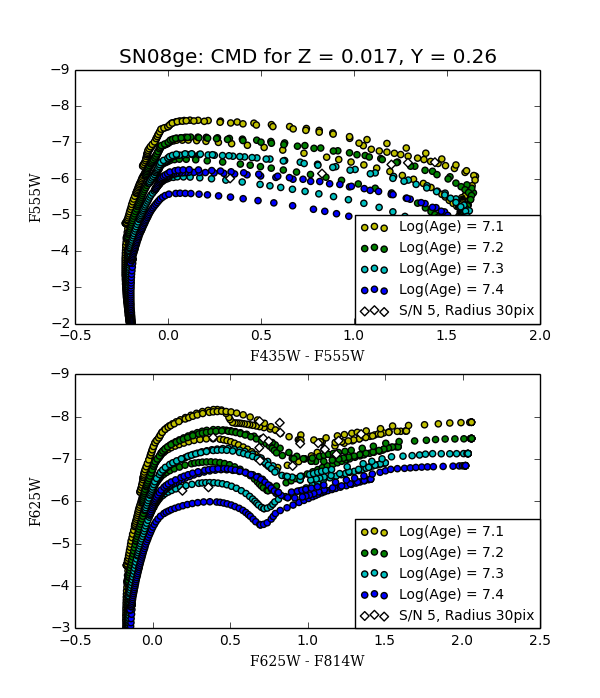 SN08ge: CMD for Z = 0.017, Y = 0.26
−9
−8
−7
−6
−5
−4
−3
−2
F555W
−0.5
0.0
0.5
1.0
1.5
2.0
F435W - F555W
Log(Age) = 7.1
Log(Age) = 7.2
Log(Age) = 7.3
Log(Age) = 7.4
S/N 5, Radius 30pix
−9
−8
−7
−6
−5
−4
−3
F625W
−0.5
0.0
0.5
1.0
1.5
2.0
2.5
F625W - F814W
Log(Age) = 7.1
Log(Age) = 7.2
Log(Age) = 7.3
Log(Age) = 7.4
S/N 5, Radius 30pix